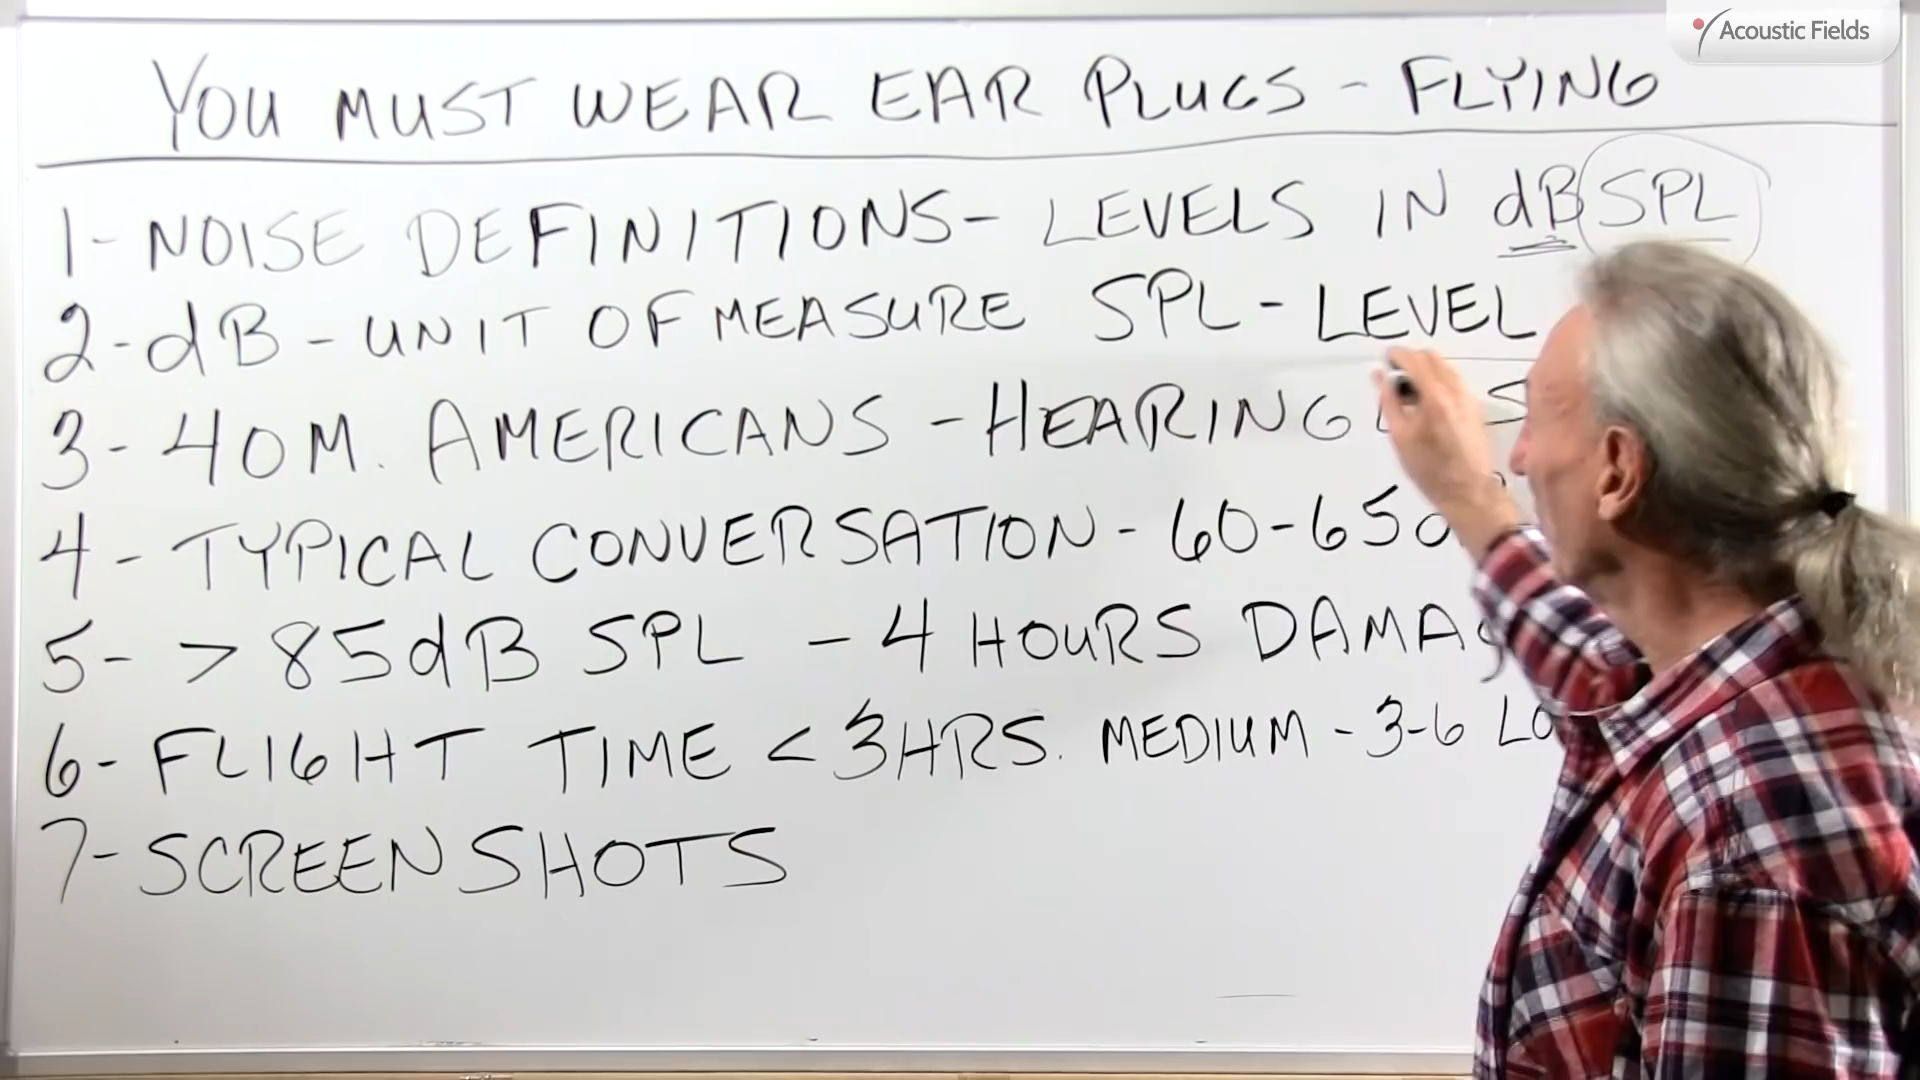 Acoustic Fields
YOU MUST WEAR EAR PLUGS - FLYING
1- NOISE DEFINITIONS- LEVELS IN dB SPL
2- dB - UNIT OF MEASURE SPL - LEVEL
3- 40 M. AMERICANS - HEARING
4 - TYPICAL CONVERSATION - 60-65
5- > 85dB SPL - 4 HOURS
6- FLIGHT TIME < 3HRS. MEDIUM - 3-6
7- SCREEN SHOTS